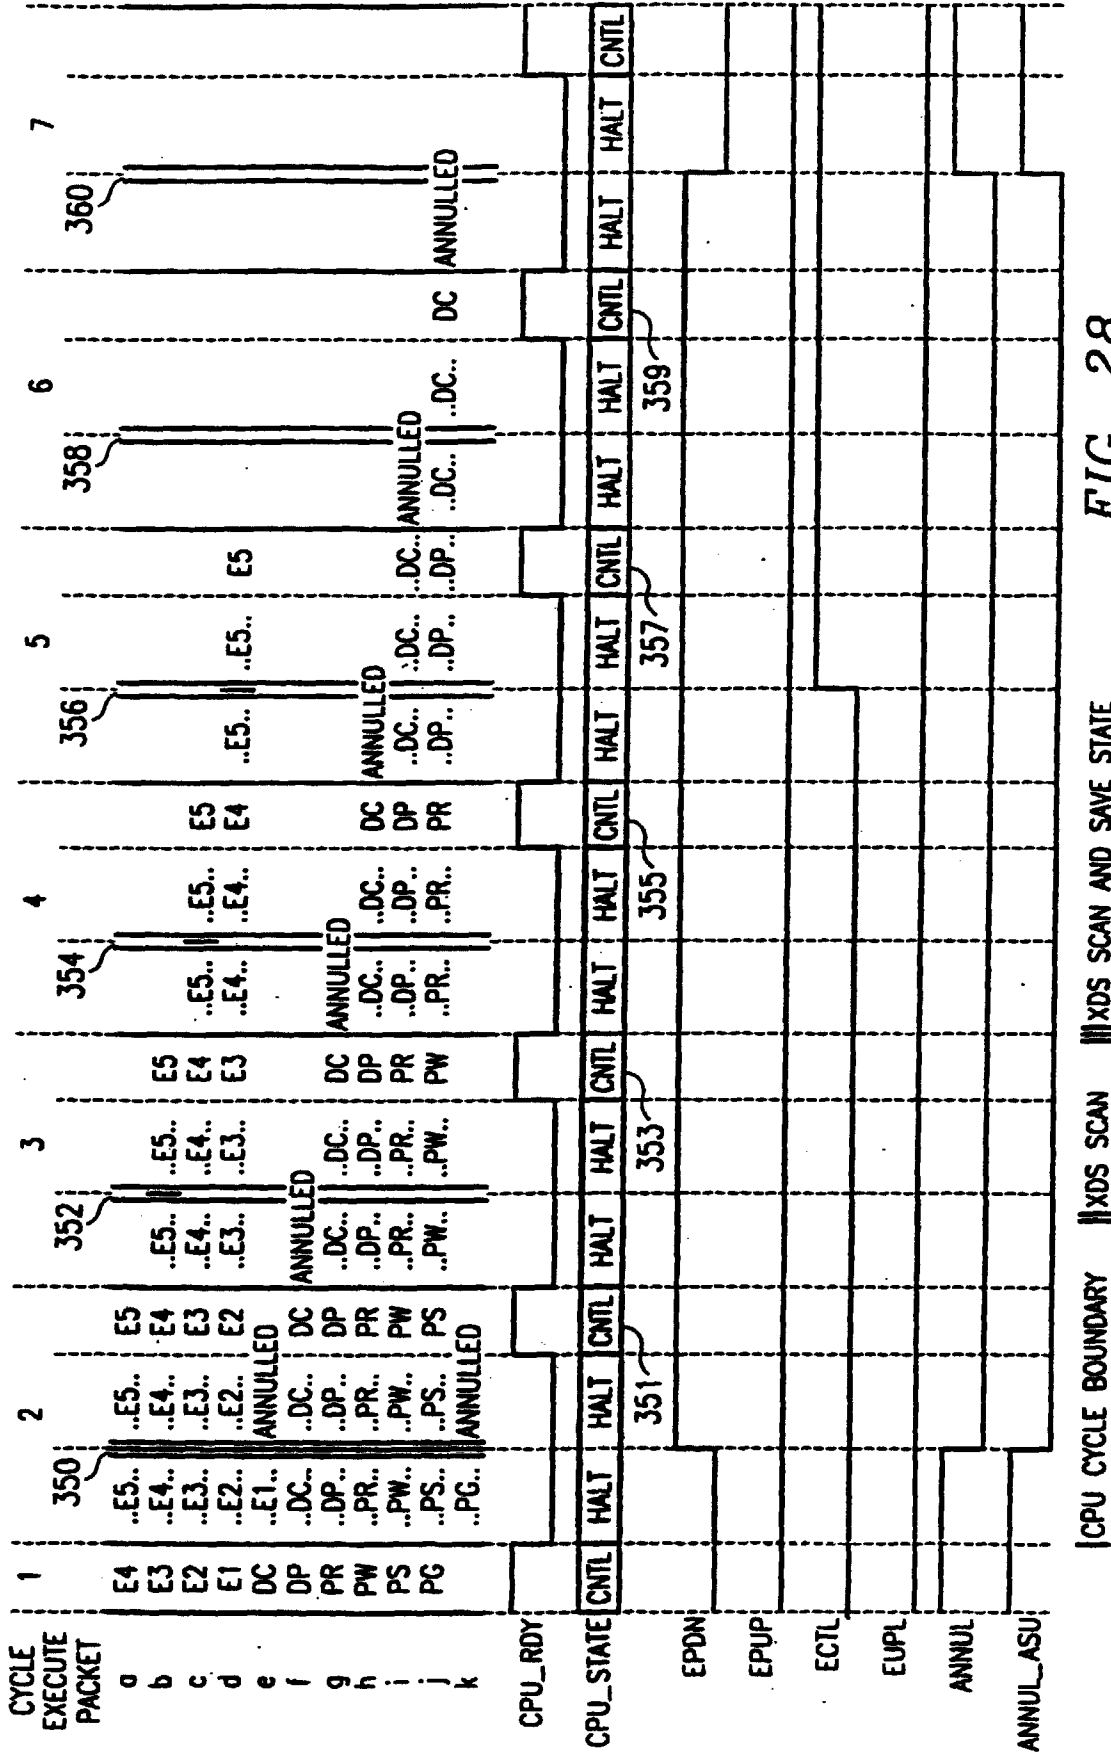 CYCLE 1 2 3 4 5 6 7
EXECUTE PACKET
350 352 354 356 358 360
a E4 ..E5.. ..E5.. E5
b E3 ..E4.. ..E4.. E4 ..E5.. ..E5.. E5
c E2 ..E3.. ..E3.. E3 ..E4.. ..E4.. E4 ..E5.. ..E5.. E5
d E1 ..E2.. ..E2.. E2 ..E3.. ..E3.. E3 ..E4.. ..E4.. E4 ..E5.. ..E5.. E5
e DC ..E1.. ANNULLED
f DP ..DC.. ..DC.. DC ANNULLED
g PR ..DP.. ..DP.. DP ..DC.. ..DC.. DC ANNULLED
h PW ..PR.. ..PR.. PR ..DP.. ..DP.. DP ..DC.. ..DC.. DC ANNULLED
i PS ..PW.. ..PW.. PW ..PR.. ..PR.. PR ..DP.. ..DP.. DP ..DC.. ..DC.. ..DC.. ANNULLED
j PG ..PS.. ..PS.. PS ..PW.. ..PW.. PW ..PR.. ..PR.. PR ..DP.. ..DP.. ..DP.. ..DC.. ..DC.. DC ANNULLED
k ..PG.. ANNULLED
CPU_RDY
CPU_STATE CNTL HALT HALT CNTL HALT HALT CNTL HALT HALT CNTL HALT HALT CNTL HALT HALT CNTL HALT HALT CNTL
351 353 355 357 359
EPDN
EPUP
ECTL
EUPL
ANNUL
ANNUL_ASU
CPU CYCLE BOUNDARY XDS SCAN XDS SCAN AND SAVE STATE
FIG. 28